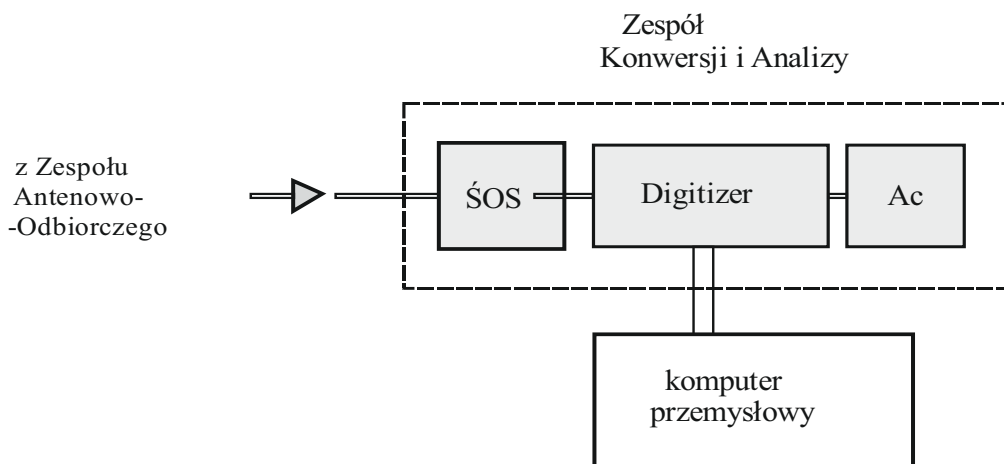 Zespół
Konwersji i Analizy
z Zespołu
Antenowo-
-Odbiorczego
ŚOS
Digitizer
Ac
komputer
przemysłowy